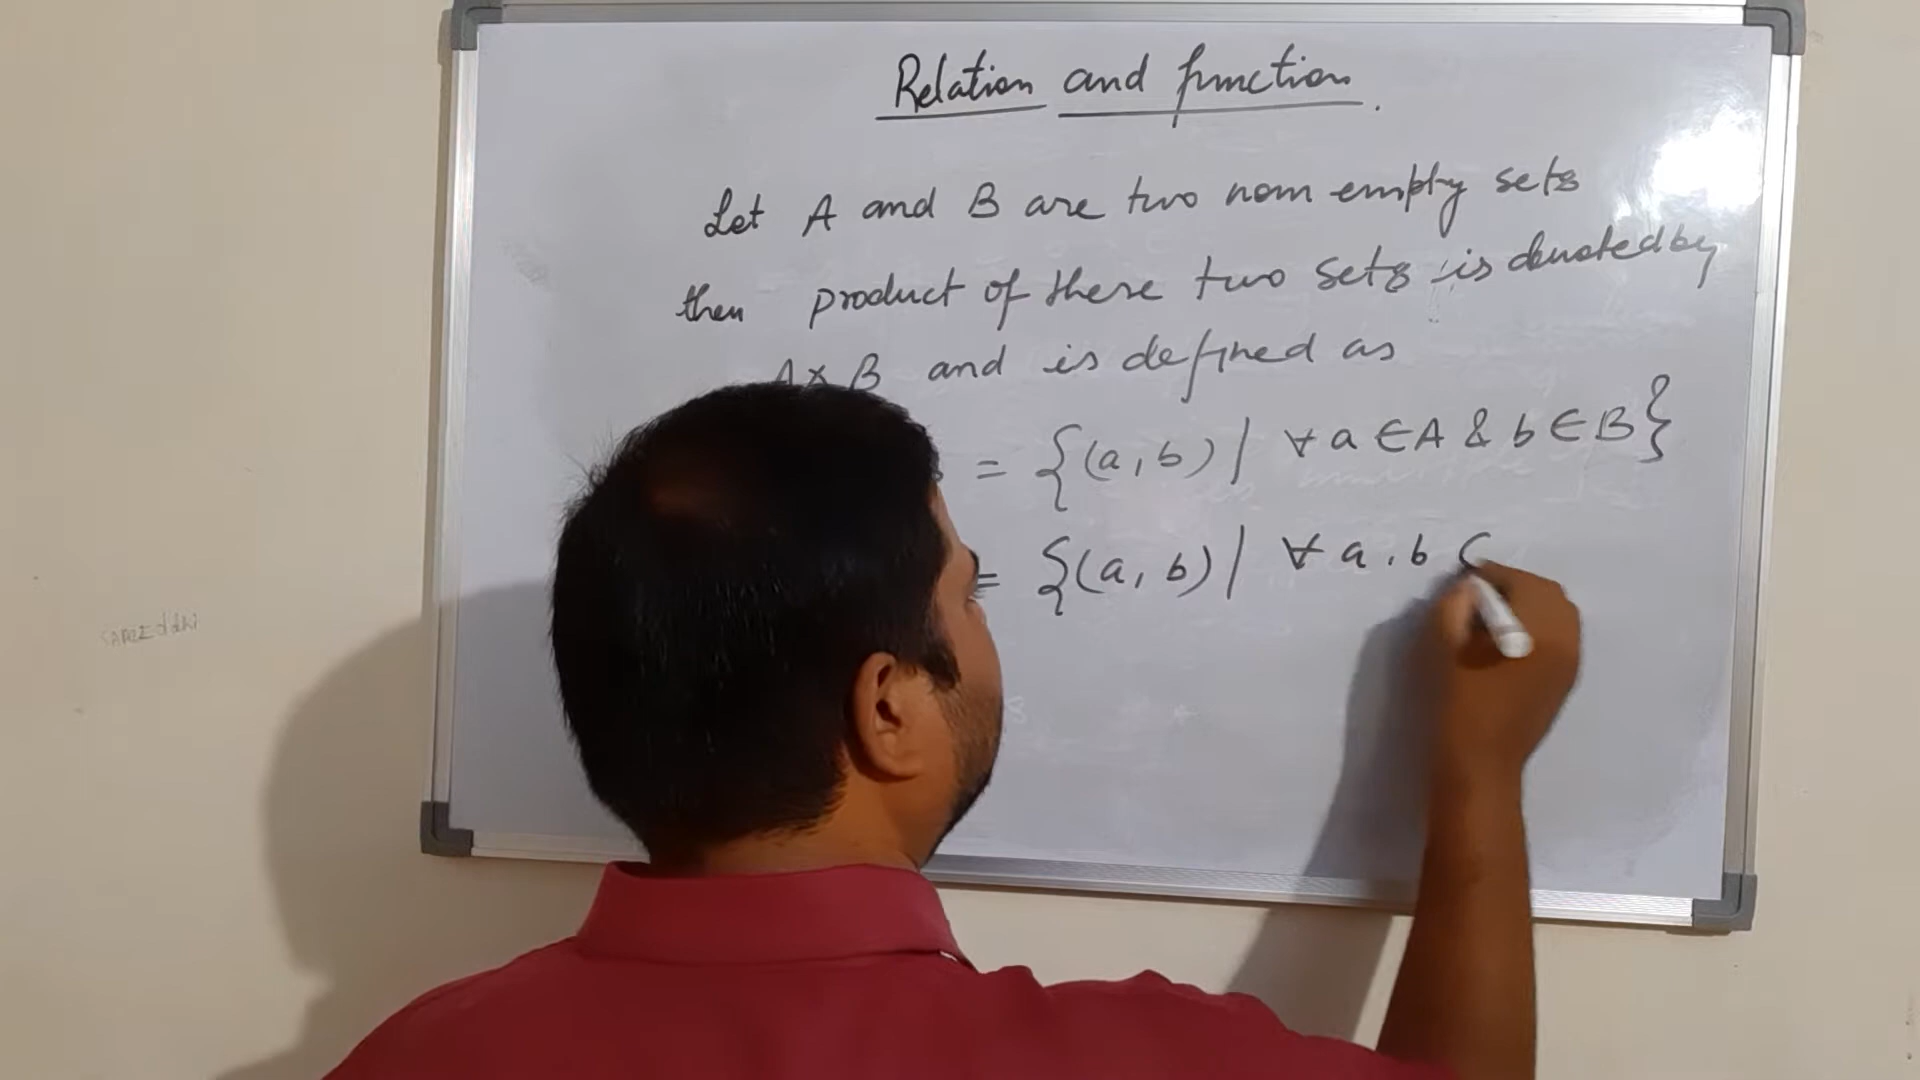 Relation and function.
Let A and B are two non empty sets
then product of these two sets is denoted by
A×B and is defined as
= {(a,b) / ∀ a ∈ A & b ∈ B}
= {(a,b) / ∀ a, b